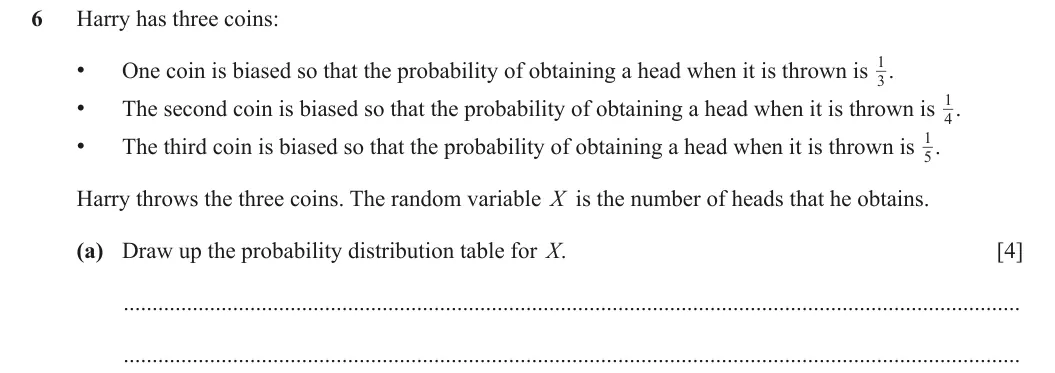 6 Harry has three coins:
• One coin is biased so that the probability of obtaining a head when it is thrown is 1/3.
• The second coin is biased so that the probability of obtaining a head when it is thrown is 1/4.
• The third coin is biased so that the probability of obtaining a head when it is thrown is 1/5.
Harry throws the three coins. The random variable X is the number of heads that he obtains.
(a) Draw up the probability distribution table for X. [4]